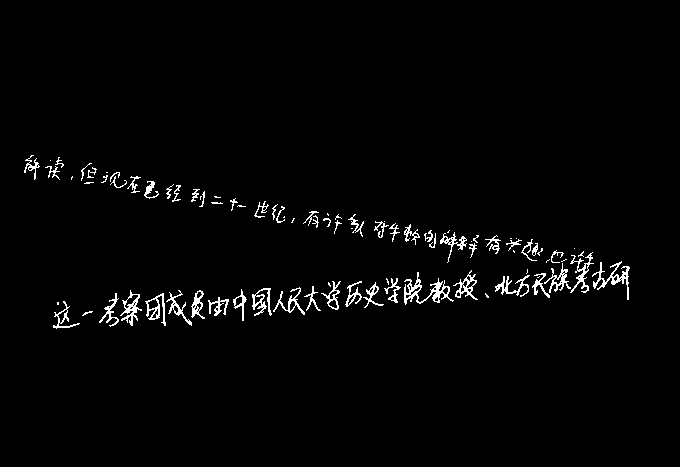 解读,但现在已经到二十一世纪,有许多对年龄的解释有兴趣也许
这一考察团成员由中国人民大学历史学院教授、北方民族考古研